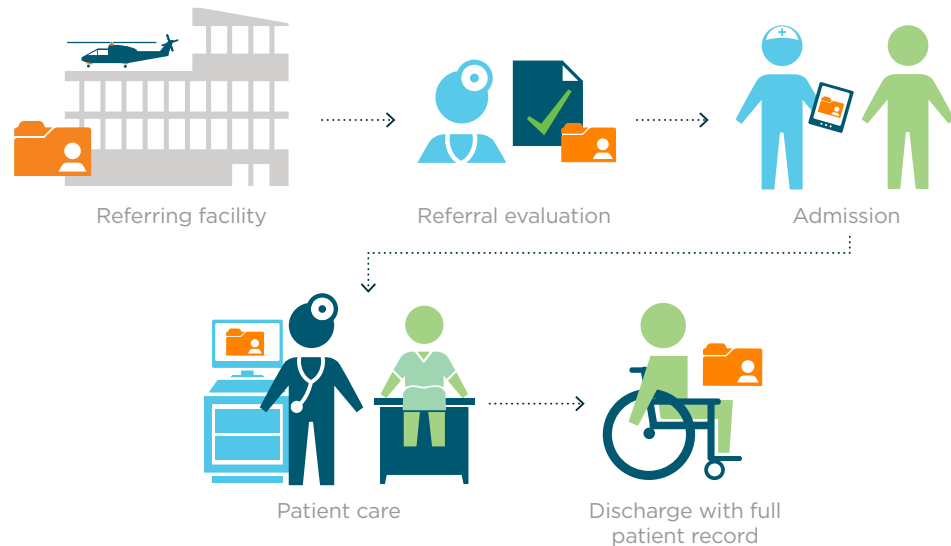 Referring facility
Referral evaluation
Admission
Patient care
Discharge with full
patient record